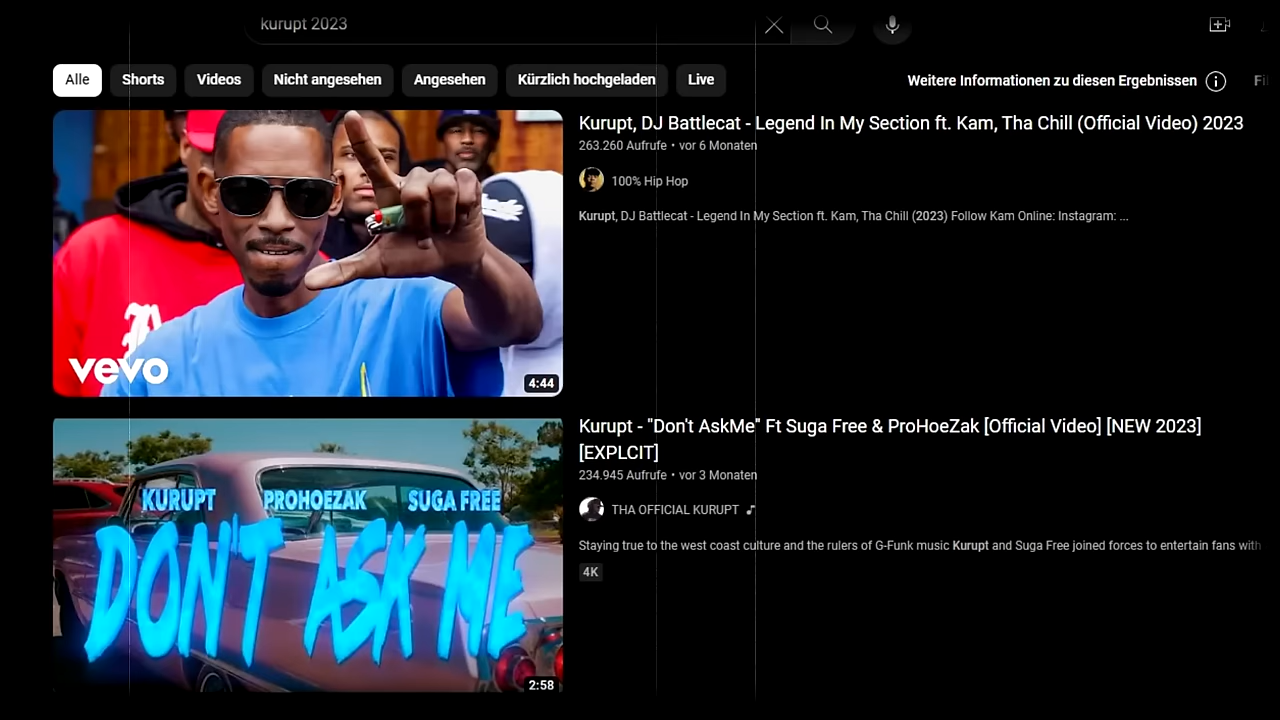 kurupt 2023
Alle Shorts Videos Nicht angesehen Angesehen Kürzlich hochgeladen Live Weitere Informationen zu diesen Ergebnissen
vevo
4:44
Kurupt, DJ Battlecat - Legend In My Section ft. Kam, Tha Chill (Official Video) 2023
263.260 Aufrufe • vor 6 Monaten
100% Hip Hop
Kurupt, DJ Battlecat - Legend In My Section ft. Kam, Tha Chill (2023) Follow Kam Online: Instagram: ...
KURUPT PROHOEZAK SUGA FREE
DON'T ASK ME
2:58
Kurupt - "Don't AskMe" Ft Suga Free & ProHoeZak [Official Video] [NEW 2023]
[EXPLCIT]
234.945 Aufrufe • vor 3 Monaten
THA OFFICIAL KURUPT
Staying true to the west coast culture and the rulers of G-Funk music Kurupt and Suga Free joined forces to entertain fans with
4K